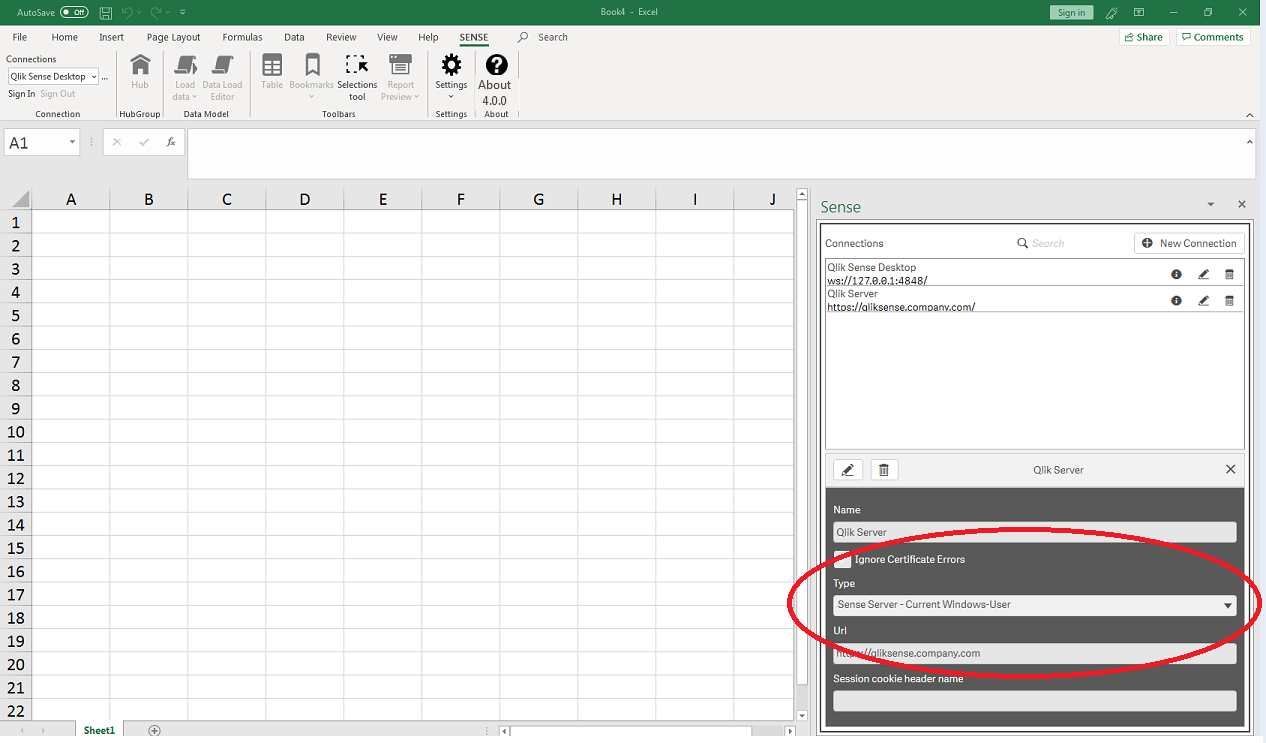 AutoSave Off Book4 - Excel Sign in
File Home Insert Page Layout Formulas Data Review View Help SENSE Search Share Comments
Connections
Qlik Sense Desktop ...
Sign In Sign Out
Hub
Load data
Data Load Editor
Table
Bookmarks
Selections tool
Report Preview
Settings
About 4.0.0
Connection HubGroup Data Model Toolbars Settings About
A1 fx
A B C D E F G H I J
1
2
3
4
5
6
7
8
9
10
11
12
13
14
15
16
17
18
19
20
21
22
Sheet1
Sense
Connections Search New Connection
Qlik Sense Desktop
ws://127.0.0.1:4848/
Qlik Server
https://qliksense.company.com/
Qlik Server
Name
Qlik Server
Ignore Certificate Errors
Type
Sense Server - Current Windows-User
Url
https://qliksense.company.com
Session cookie header name